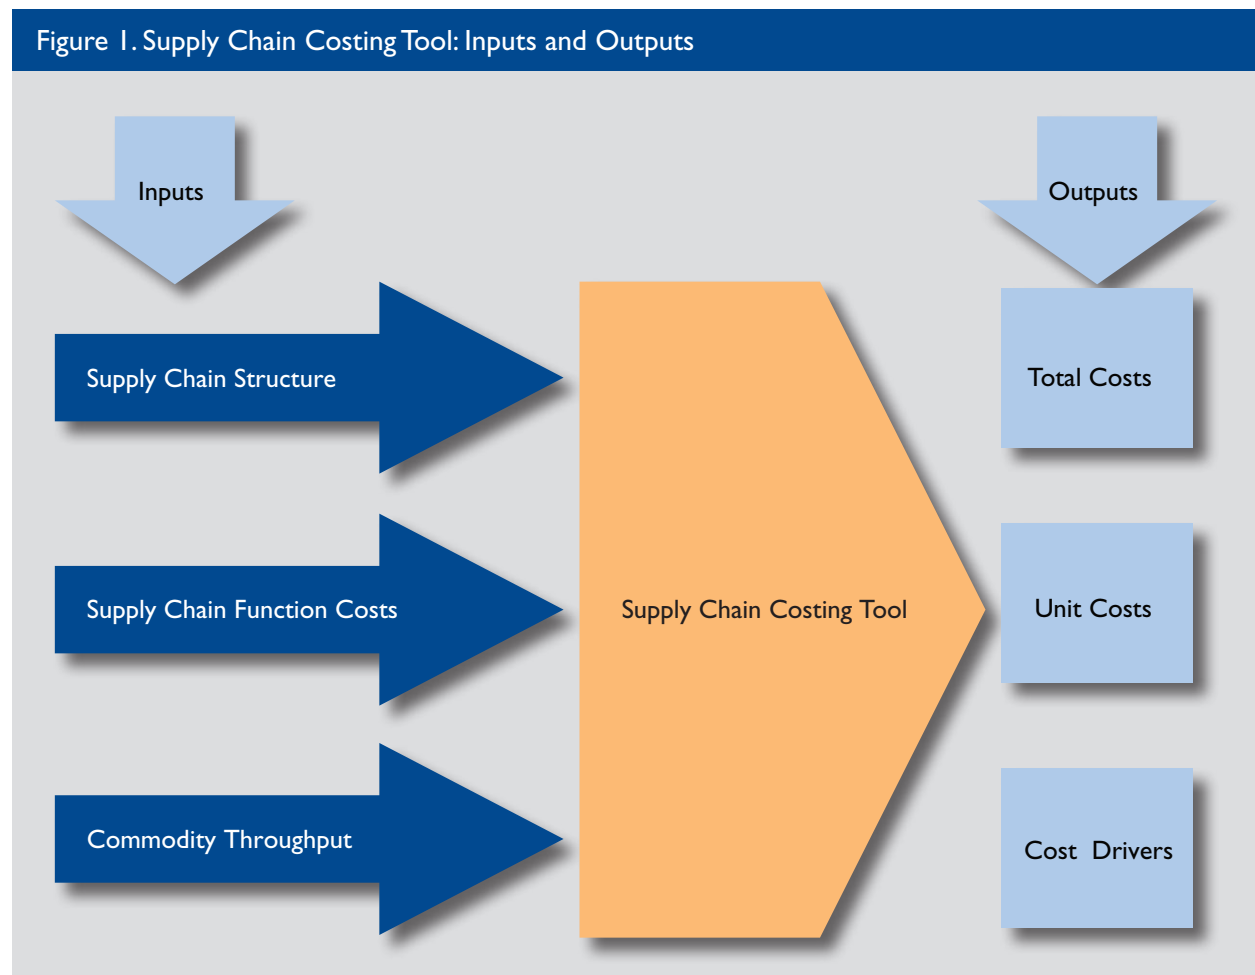 Figure 1. Supply Chain Costing Tool: Inputs and Outputs
Inputs
Outputs
Supply Chain Structure
Total Costs
Supply Chain Function Costs
Supply Chain Costing Tool
Unit Costs
Commodity Throughput
Cost Drivers